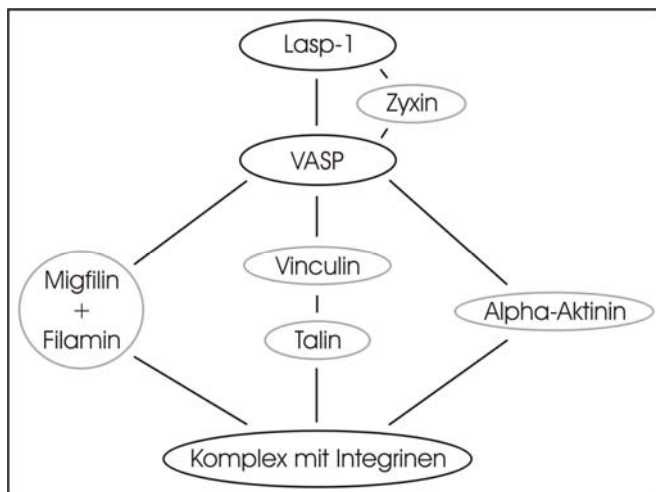 Lasp-1
Zyxin
VASP
Migfilin
+
Filamin
Vinculin
Talin
Alpha-Aktinin
Komplex mit Integrinen